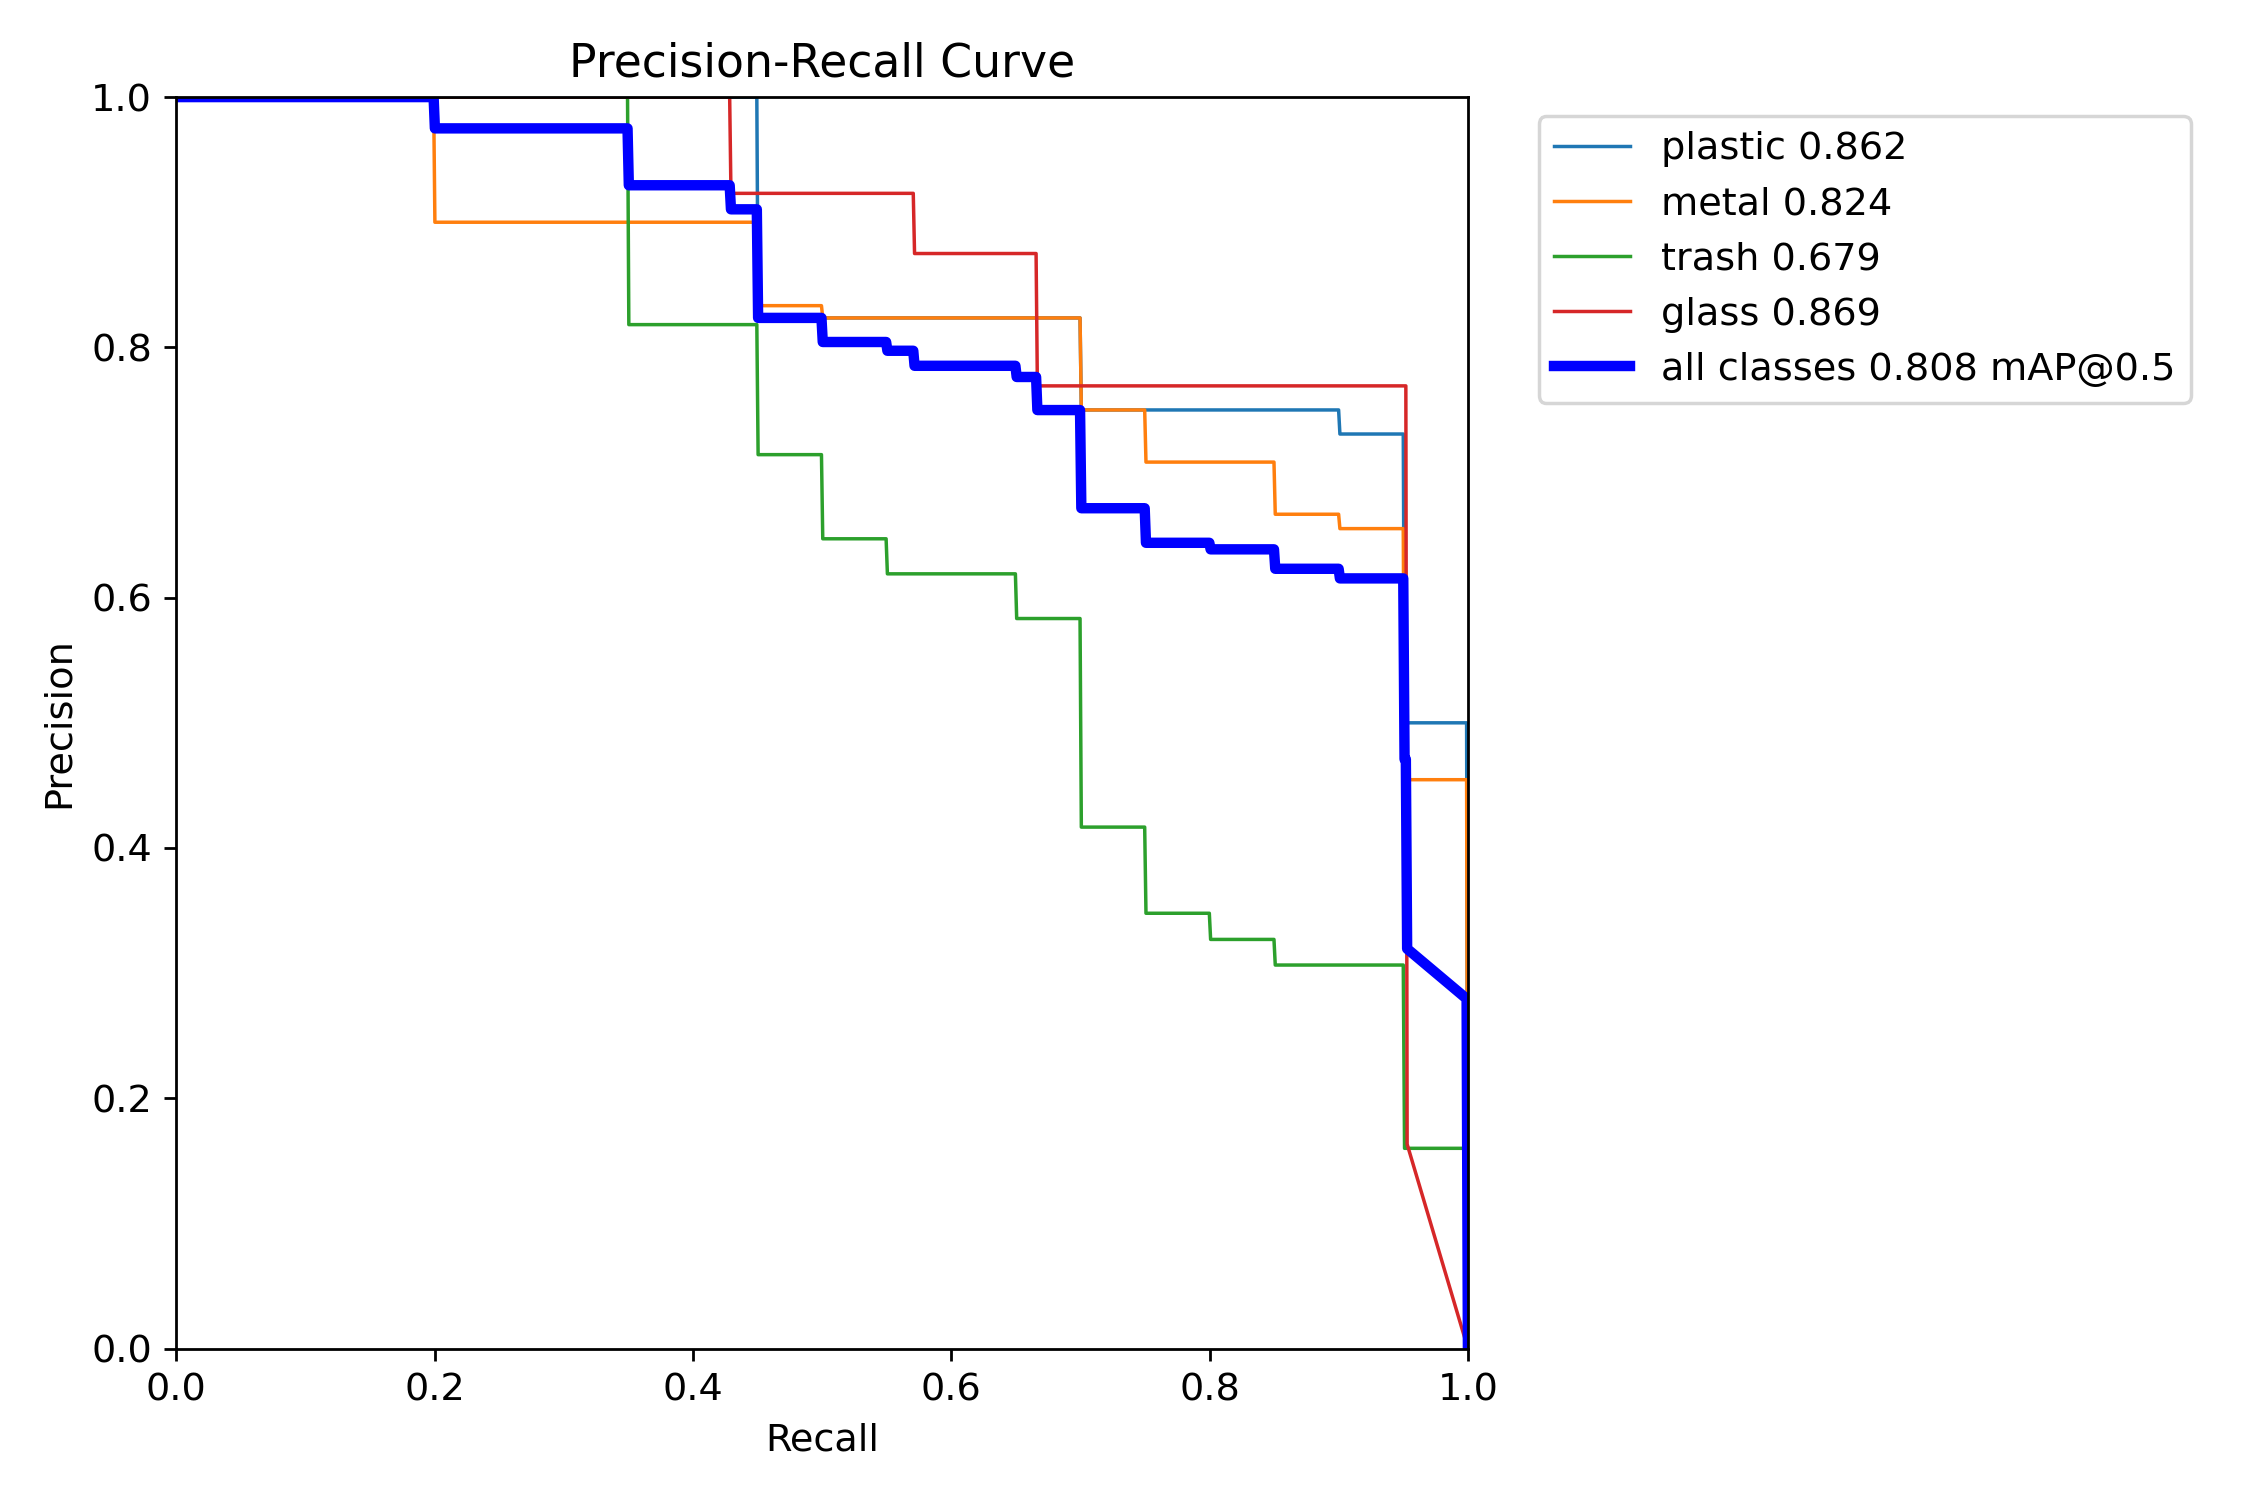 Precision-Recall Curve
1.0
0.8
0.6
0.4
0.2
0.0
Precision
0.0 0.2 0.4 0.6 0.8 1.0
Recall
plastic 0.862
metal 0.824
trash 0.679
glass 0.869
all classes 0.808 mAP@0.5